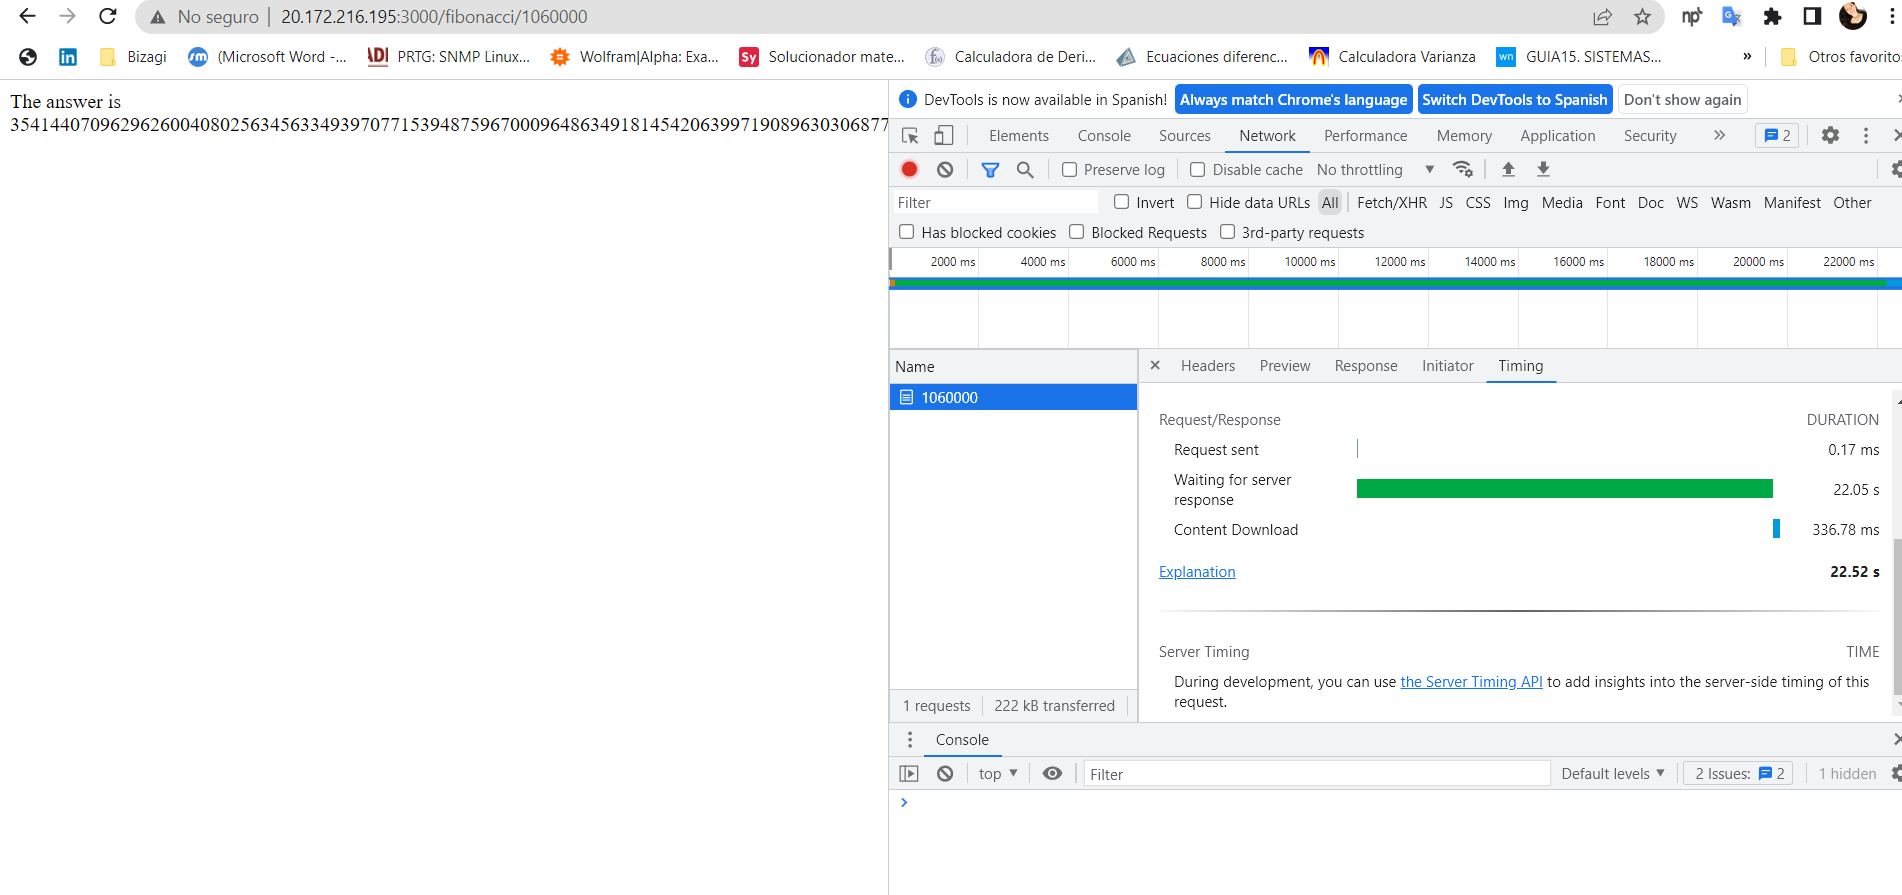 No seguro | 20.172.216.195:3000/fibonacci/1060000
Bizagi (Microsoft Word -... PRTG: SNMP Linux... Wolfram|Alpha: Exa... Sy Solucionador mate... Calculadora de Deri... Ecuaciones diferenc... Calculadora Varianza wn GUIA15. SISTEMAS... » Otros favorito
The answer is
DevTools is now available in Spanish! Always match Chrome's language Switch DevTools to Spanish Don't show again
Elements Console Sources Network Performance Memory Application Security » 2
Preserve log Disable cache No throttling
Filter Invert Hide data URLs All Fetch/XHR JS CSS Img Media Font Doc WS Wasm Manifest Other
Has blocked cookies Blocked Requests 3rd-party requests
2000 ms 4000 ms 6000 ms 8000 ms 10000 ms 12000 ms 14000 ms 16000 ms 18000 ms 20000 ms 22000 ms
Name
1060000
1 requests 222 kB transferred
Headers Preview Response Initiator Timing
Request/Response DURATION
Request sent 0.17 ms
Waiting for server
response 22.05 s
Content Download 336.78 ms
Explanation 22.52 s
Server Timing TIME
During development, you can use the Server Timing API to add insights into the server-side timing of this
request.
Console
top Filter Default levels 2 Issues: 2 1 hidden